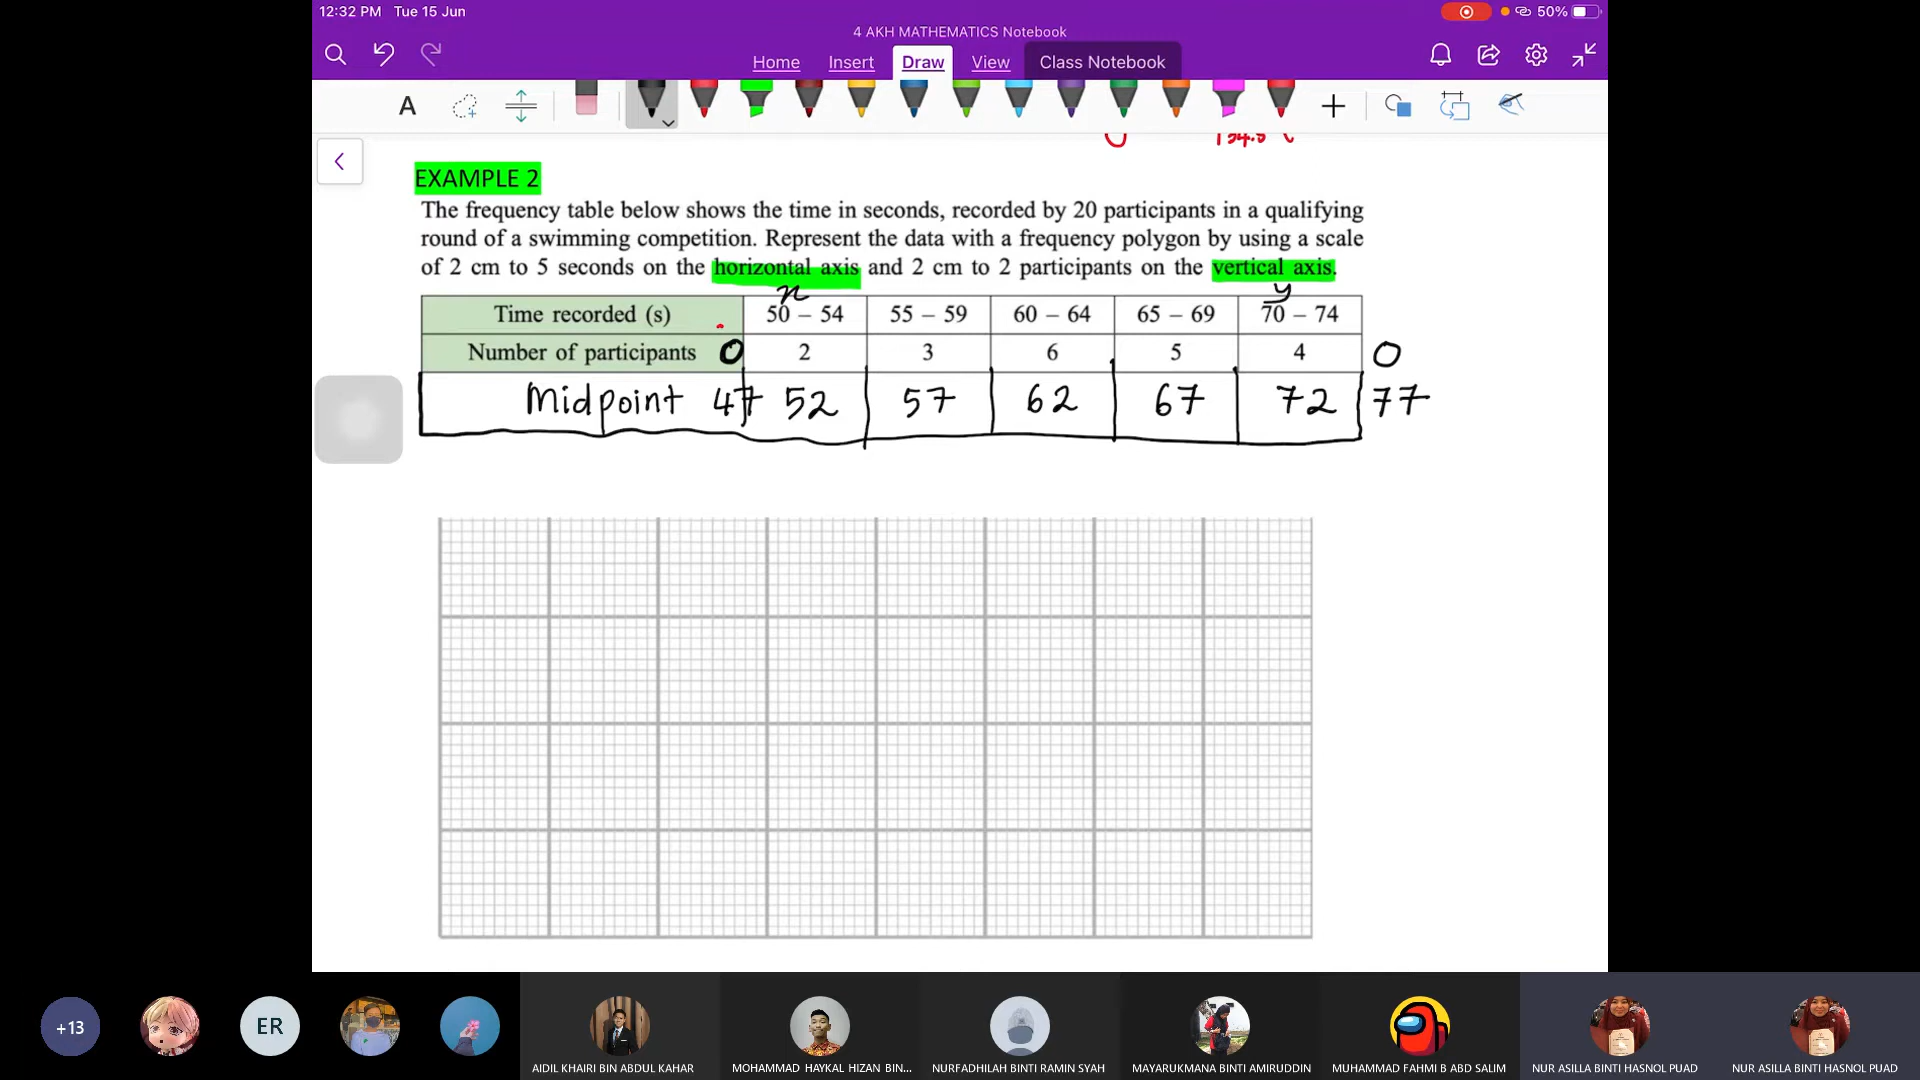 12:32 PM Tue 15 Jun
50%
4 AKH MATHEMATICS Notebook
Home Insert Draw View Class Notebook
A
EXAMPLE 2
The frequency table below shows the time in seconds, recorded by 20 participants in a qualifying
round of a swimming competition. Represent the data with a frequency polygon by using a scale
of 2 cm to 5 seconds on the horizontal axis and 2 cm to 2 participants on the vertical axis.
x y
Time recorded (s) 50 – 54 55 – 59 60 – 64 65 – 69 70 – 74
Number of participants 0 2 3 6 5 4 0
Midpoint 47 52 57 62 67 72 77
+13
ER
AIDIL KHAIRI BIN ABDUL KAHAR
MOHAMMAD HAYKAL HIZAN BIN...
NURFADHILAH BINTI RAMIN SYAH
MAYARUKMANA BINTI AMIRUDDIN
MUHAMMAD FAHMI B ABD SALIM
NUR ASILLA BINTI HASNOL PUAD
NUR ASILLA BINTI HASNOL PUAD